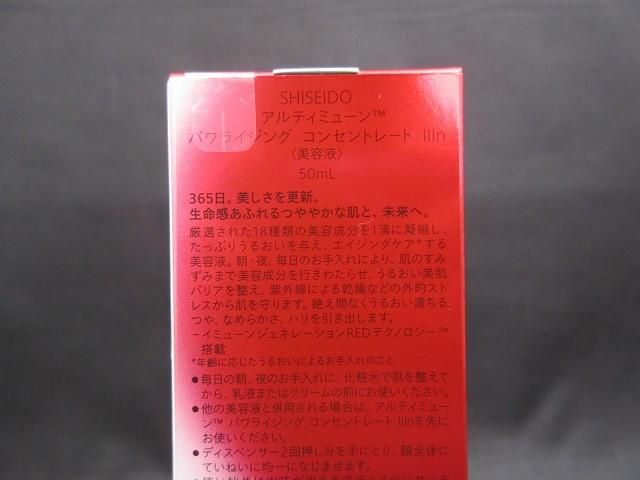 SHISEIDO
アルティミューン™
パワライジング コンセントレート IIIn
〈美容液〉
50mL
365日。美しさを更新。
生命感あふれるつややかな肌と、未来へ。
厳選された18種類の美容成分を1滴に凝縮し、
たっぷりうるおいを与え、エイジングケア*する
美容液。朝・夜、毎日のお手入れにより、肌のすみ
ずみまで美容成分を行きわたらせ、うるおい美肌
バリアを整え、紫外線による乾燥などの外的スト
レスから肌を守ります。絶え間なくうるおい満ちる
つや、なめらかさ、ハリを引き出します。
−イミューンジェネレーションREDテクノロジー™
搭載
*年齢に応じたうるおいによるお手入れのこと
●毎日の朝、夜のお手入れに、化粧水で肌を整えて
から、乳液またはクリームの前にお使いください。
●他の美容液と併用される場合は、アルティミュー
ン™ パワライジング コンセントレート IIInを先に
お使いください。
●ディスペンサー2回押し分を手にとり、顔全体に
ていねいに均一になじませます。